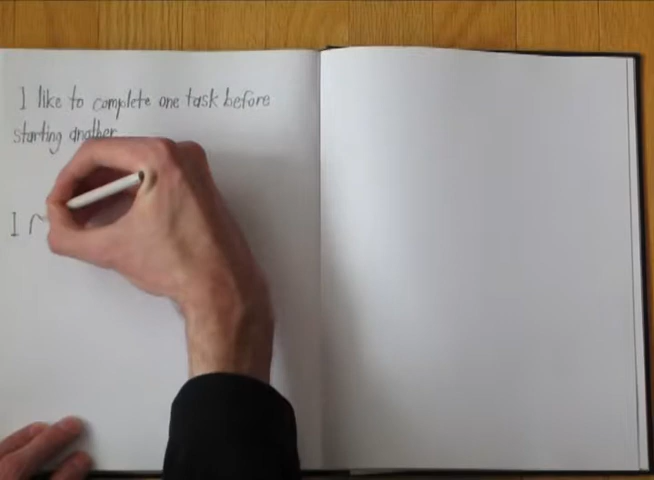 I like to complete one task before
starting another
I